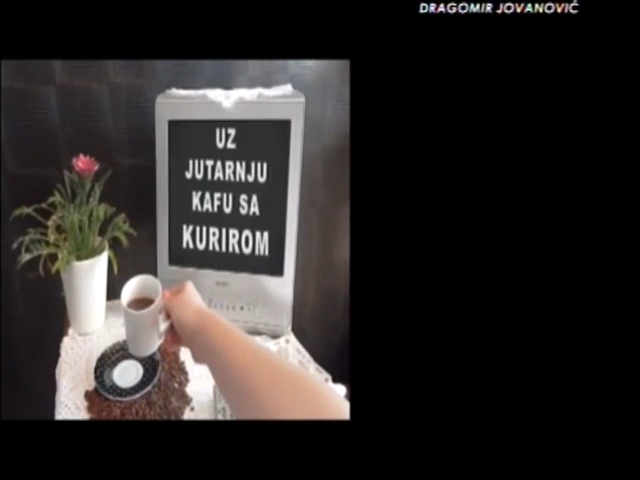 DRAGOMIR JOVANOVIĆ
UZ
JUTARNJU
KAFU SA
KURIROM